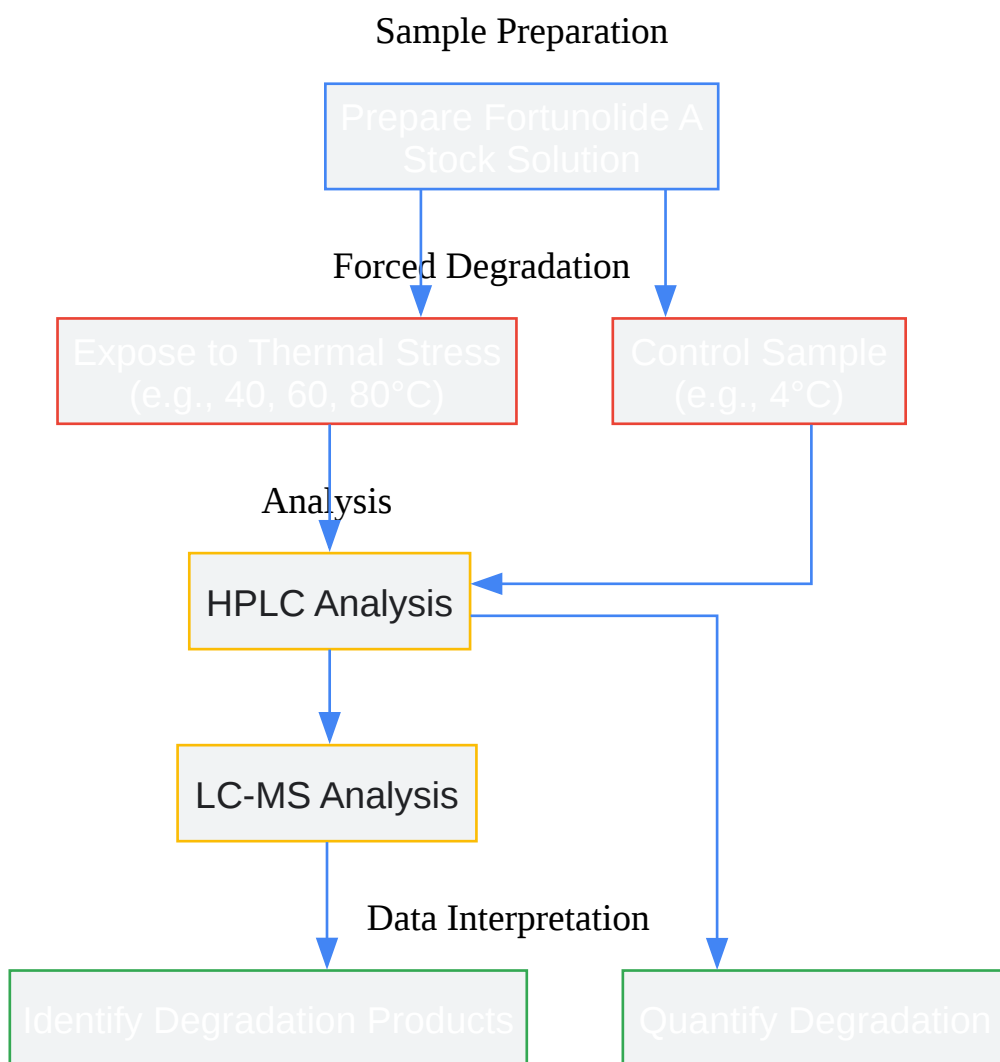 Sample Preparation
Prepare Fortunolide A
Stock Solution
Forced Degradation
Expose to Thermal Stress
(e.g., 40, 60, 80°C)
Control Sample
(e.g., 4°C)
Analysis
HPLC Analysis
LC-MS Analysis
Data Interpretation
Identify Degradation Products
Quantify Degradation